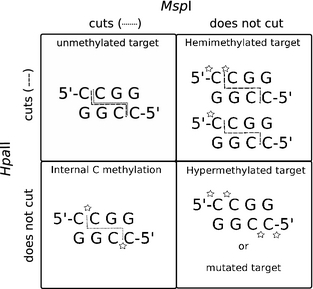 MspI
cuts (········) does not cut
HpaII
cuts (---)
does not cut
unmethylated target
5'-C C G G
G G C C-5'
Hemimethylated target
5'-C C G G
G G C C-5'
5'-C C G G
G G C C-5'
Internal C methylation
5'-C C G G
G G C C-5'
Hypermethylated target
5'-C C G G
G G C C-5'
or
mutated target